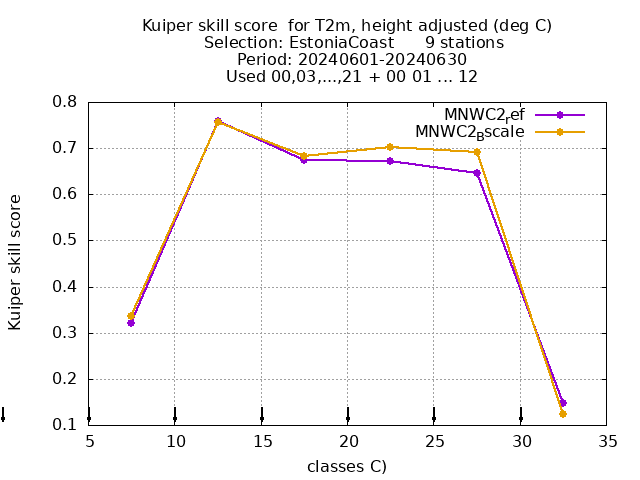 Kuiper skill score  for T2m, height adjusted (deg C)
Selection: EstoniaCoast      9 stations
Period: 20240601-20240630
Used 00,03,...,21 + 00 01 ... 12
MNWC2ref
MNWC2Bscale
0.8
0.7
0.6
0.5
0.4
0.3
0.2
0.1
Kuiper skill score
5 10 15 20 25 30 35
classes C)